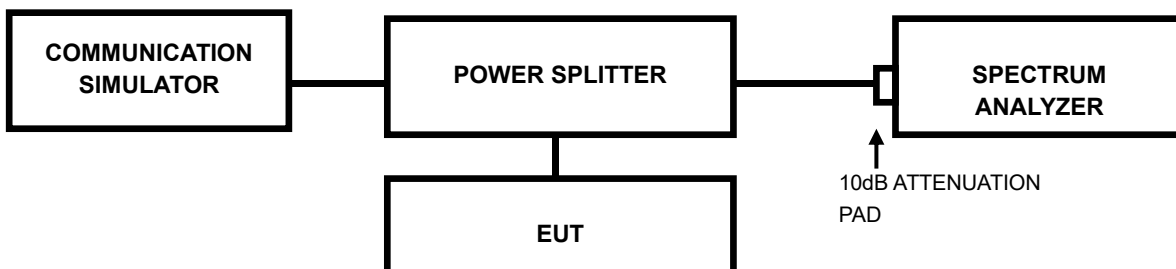 COMMUNICATION
SIMULATOR
POWER SPLITTER
SPECTRUM
ANALYZER
10dB ATTENUATION
PAD
EUT